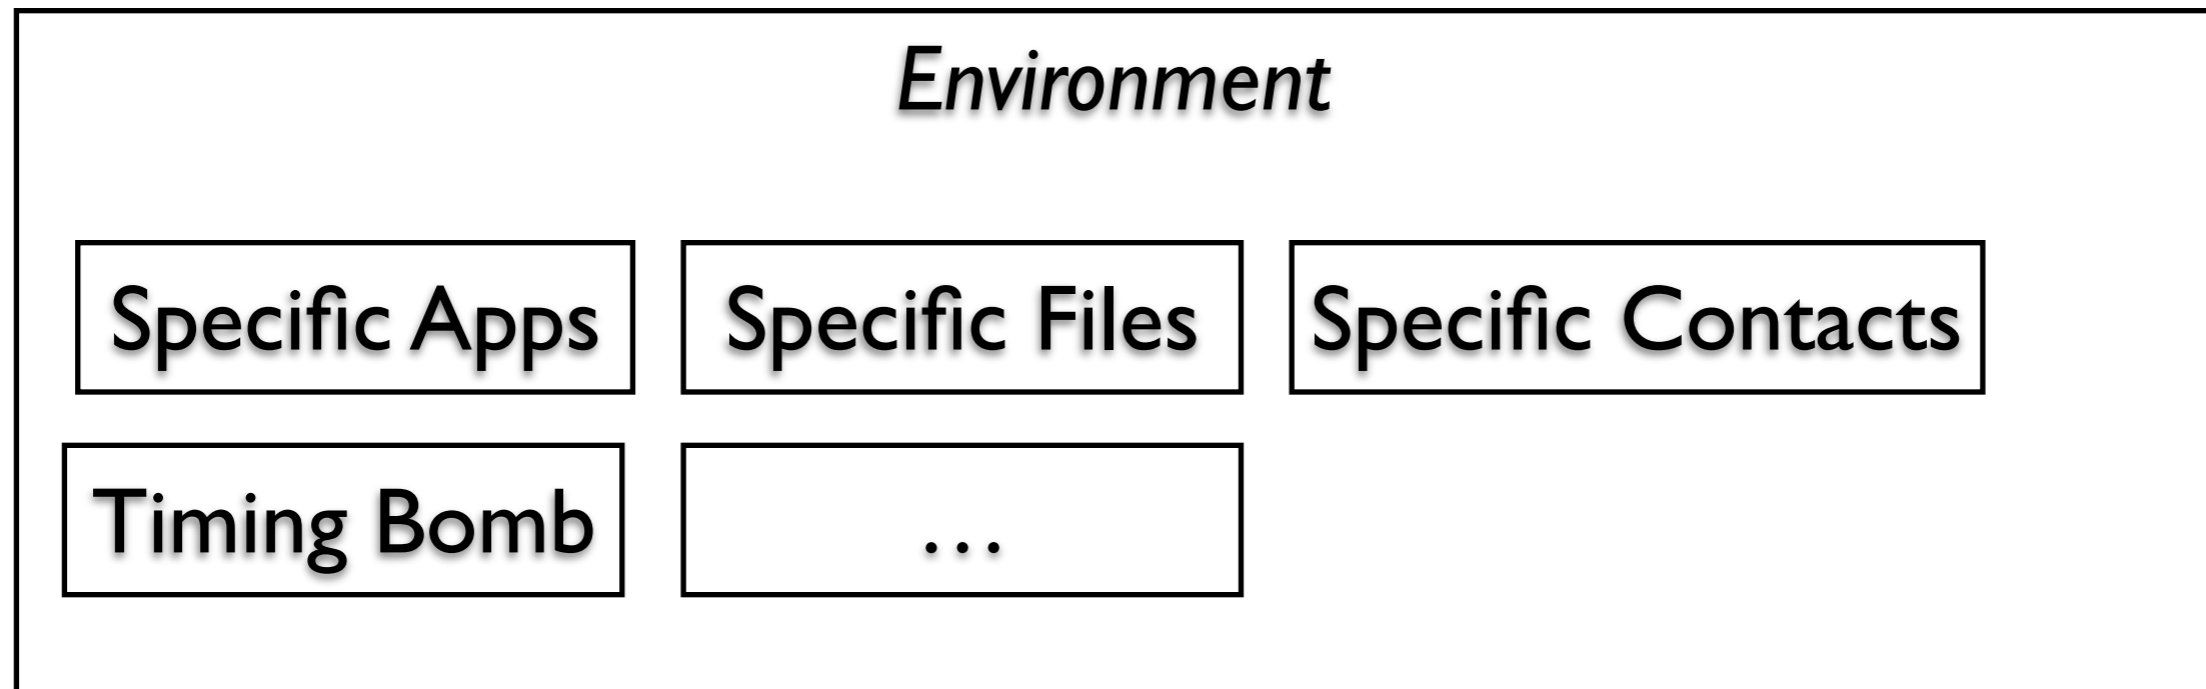 Environment
Specific Apps
Specific Files
Specific Contacts
Timing Bomb
...